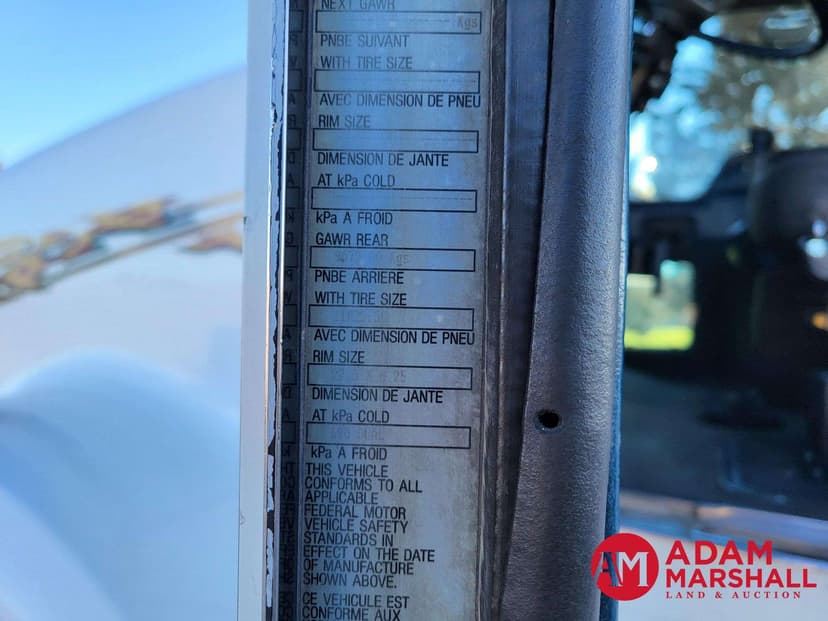 NEXT GAWR
Kgs
PNBE SUIVANT
WITH TIRE SIZE
AVEC DIMENSION DE PNEU
RIM SIZE
DIMENSION DE JANTE
AT kPa COLD
kPa A FROID
GAWR REAR
Kgs
PNBE ARRIERE
WITH TIRE SIZE
AVEC DIMENSION DE PNEU
RIM SIZE
DIMENSION DE JANTE
AT kPa COLD
kPa A FROID
THIS VEHICLE
CONFORMS TO ALL
APPLICABLE
FEDERAL MOTOR
VEHICLE SAFETY
STANDARDS IN
EFFECT ON THE DATE
OF MANUFACTURE
SHOWN ABOVE.
CE VEHICULE EST
CONFORME AUX
AM
ADAM
MARSHALL
LAND & AUCTION